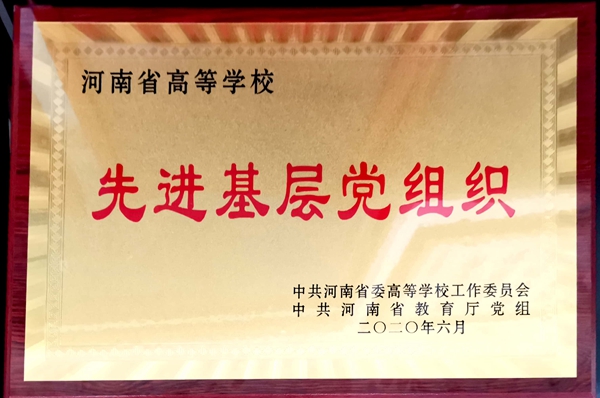 河南省高等学校
先进基层党组织
中共河南省委高等学校工作委员会
中共河南省教育厅党组
二〇二〇年六月